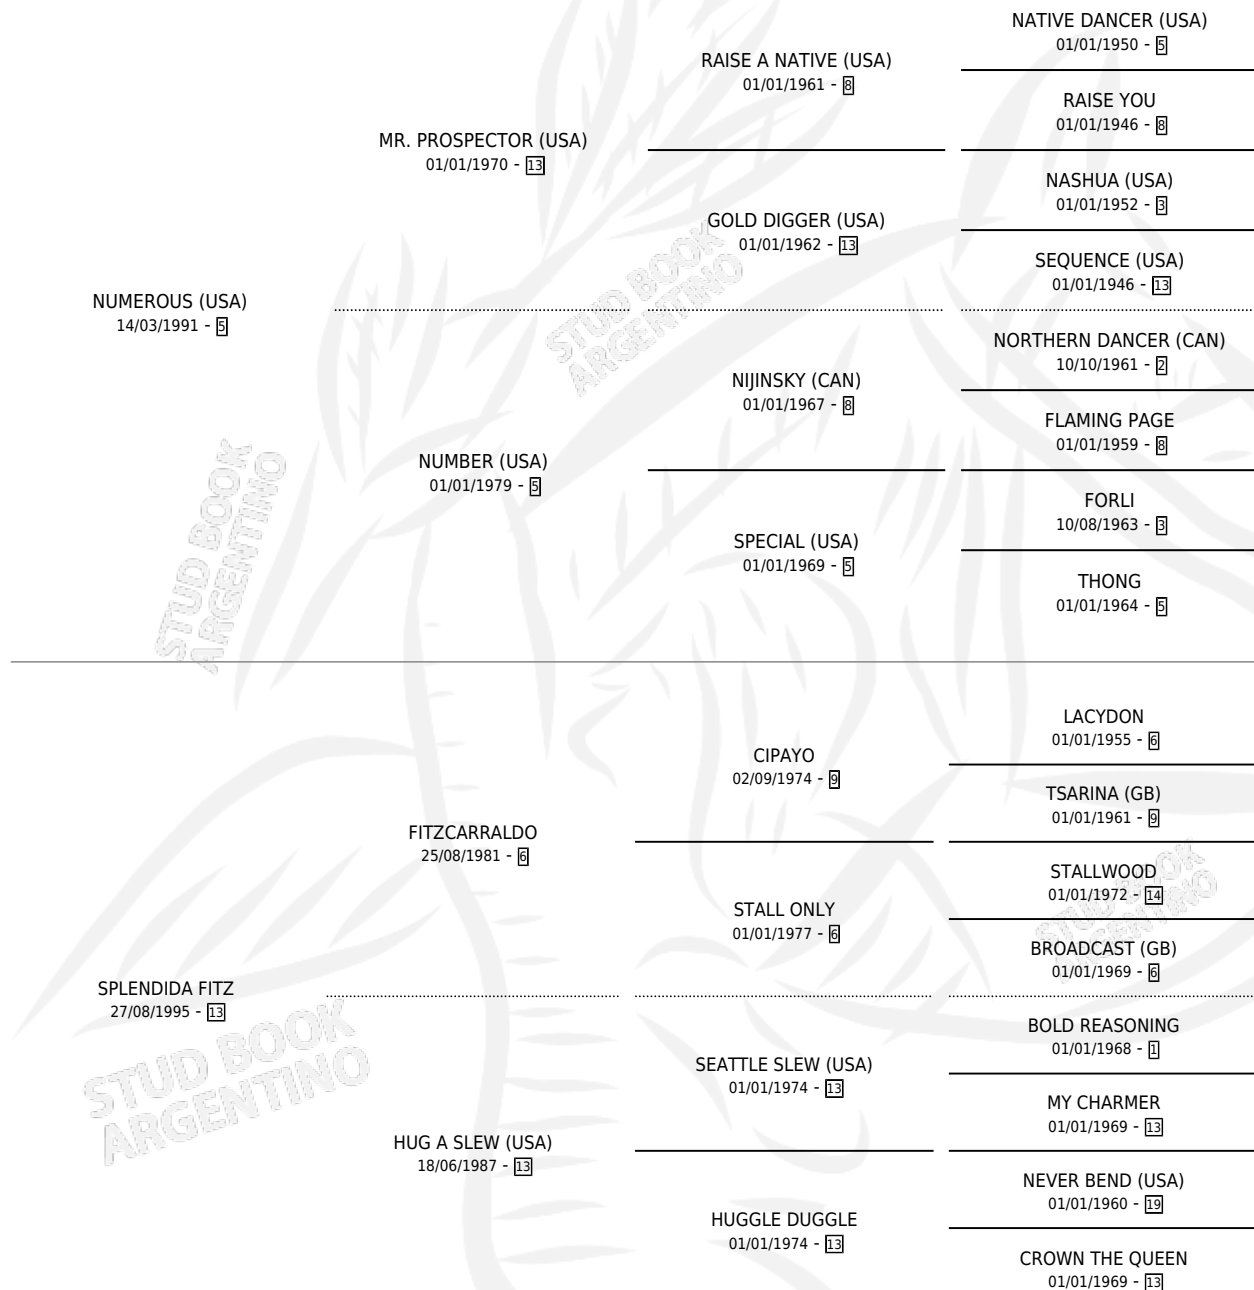 NATIVE DANCER (USA)
01/01/1950 - 5
RAISE A NATIVE (USA)
01/01/1961 - 8
RAISE YOU
01/01/1946 - 8
MR. PROSPECTOR (USA)
01/01/1970 - 13
NASHUA (USA)
01/01/1952 - 3
GOLD DIGGER (USA)
01/01/1962 - 13
SEQUENCE (USA)
01/01/1946 - 13
NUMEROUS (USA)
14/03/1991 - 5
NORTHERN DANCER (CAN)
10/10/1961 - 2
NIJINSKY (CAN)
01/01/1967 - 8
FLAMING PAGE
01/01/1959 - 8
NUMBER (USA)
01/01/1979 - 5
FORLI
10/08/1963 - 3
SPECIAL (USA)
01/01/1969 - 5
THONG
01/01/1964 - 5
LACYDON
01/01/1955 - 6
CIPAYO
02/09/1974 - 9
TSARINA (GB)
01/01/1961 - 9
FITZCARRALDO
25/08/1981 - 6
STALLWOOD
01/01/1972 - 14
STALL ONLY
01/01/1977 - 6
BROADCAST (GB)
01/01/1969 - 6
SPLENDIDA FITZ
27/08/1995 - 13
BOLD REASONING
01/01/1968 - 1
SEATTLE SLEW (USA)
01/01/1974 - 13
MY CHARMER
01/01/1969 - 13
HUG A SLEW (USA)
18/06/1987 - 13
NEVER BEND (USA)
01/01/1960 - 19
HUGGLE DUGGLE
01/01/1974 - 13
CROWN THE QUEEN
01/01/1969 - 13
STUD BOOK
ARGENTINO
STUD BOOK
ARGENTINO
STUD BOOK
ARGENTINO
STUD BOOK
ARGENTINO